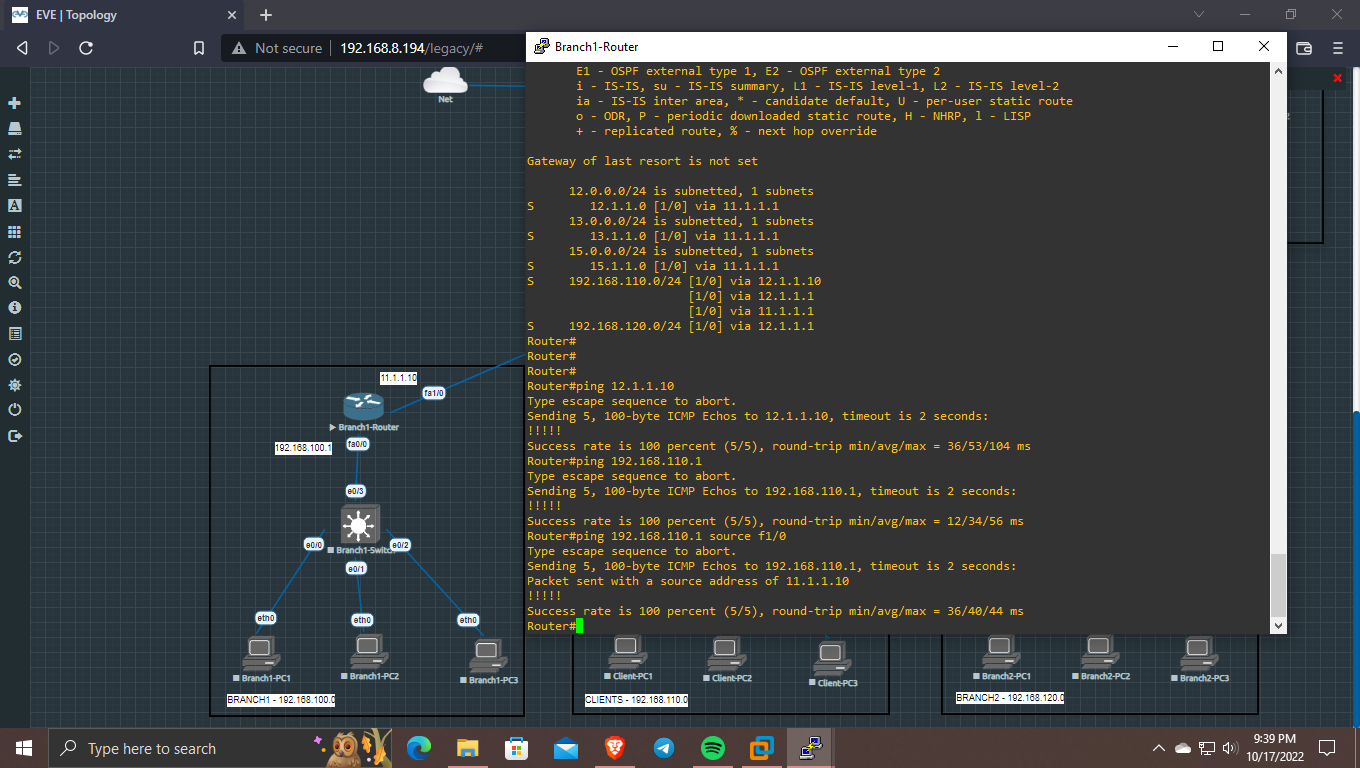 EVE | Topology
Not secure
192.168.8.194/legacy/#
Branch1-Router
E1 - OSPF external type 1, E2 - OSPF external type 2
i - IS-IS, su - IS-IS summary, L1 - IS-IS level-1, L2 - IS-IS level-2
ia - IS-IS inter area, * - candidate default, U - per-user static route
o - ODR, P - periodic downloaded static route, H - NHRP, l - LISP
+ - replicated route, % - next hop override
Gateway of last resort is not set
12.0.0.0/24 is subnetted, 1 subnets
S 12.1.1.0 [1/0] via 11.1.1.1
13.0.0.0/24 is subnetted, 1 subnets
S 13.1.1.0 [1/0] via 11.1.1.1
15.0.0.0/24 is subnetted, 1 subnets
S 15.1.1.0 [1/0] via 11.1.1.1
S 192.168.110.0/24 [1/0] via 12.1.1.10
[1/0] via 12.1.1.1
[1/0] via 11.1.1.1
S 192.168.120.0/24 [1/0] via 12.1.1.1
Router#
Router#
Router#
Router#ping 12.1.1.10
Type escape sequence to abort.
Sending 5, 100-byte ICMP Echos to 12.1.1.10, timeout is 2 seconds:
!!!!!
Success rate is 100 percent (5/5), round-trip min/avg/max = 36/53/104 ms
Router#ping 192.168.110.1
Type escape sequence to abort.
Sending 5, 100-byte ICMP Echos to 192.168.110.1, timeout is 2 seconds:
!!!!!
Success rate is 100 percent (5/5), round-trip min/avg/max = 12/34/56 ms
Router#ping 192.168.110.1 source f1/0
Type escape sequence to abort.
Sending 5, 100-byte ICMP Echos to 192.168.110.1, timeout is 2 seconds:
Packet sent with a source address of 11.1.1.10
!!!!!
Success rate is 100 percent (5/5), round-trip min/avg/max = 36/40/44 ms
Router#
Net
11.1.1.10
fa1/0
Branch1-Router
192.168.100.1
fa0/0
e0/3
e0/0
Branch1-Switch
e0/2
e0/1
eth0
eth0
eth0
Branch1-PC1
Branch1-PC2
Branch1-PC3
BRANCH1 - 192.168.100.0
Client-PC1
Client-PC2
Client-PC3
CLIENTS - 192.168.110.0
Branch2-PC1
Branch2-PC2
Branch2-PC3
BRANCH2 - 192.168.120.0
Type here to search
9:39 PM
10/17/2022